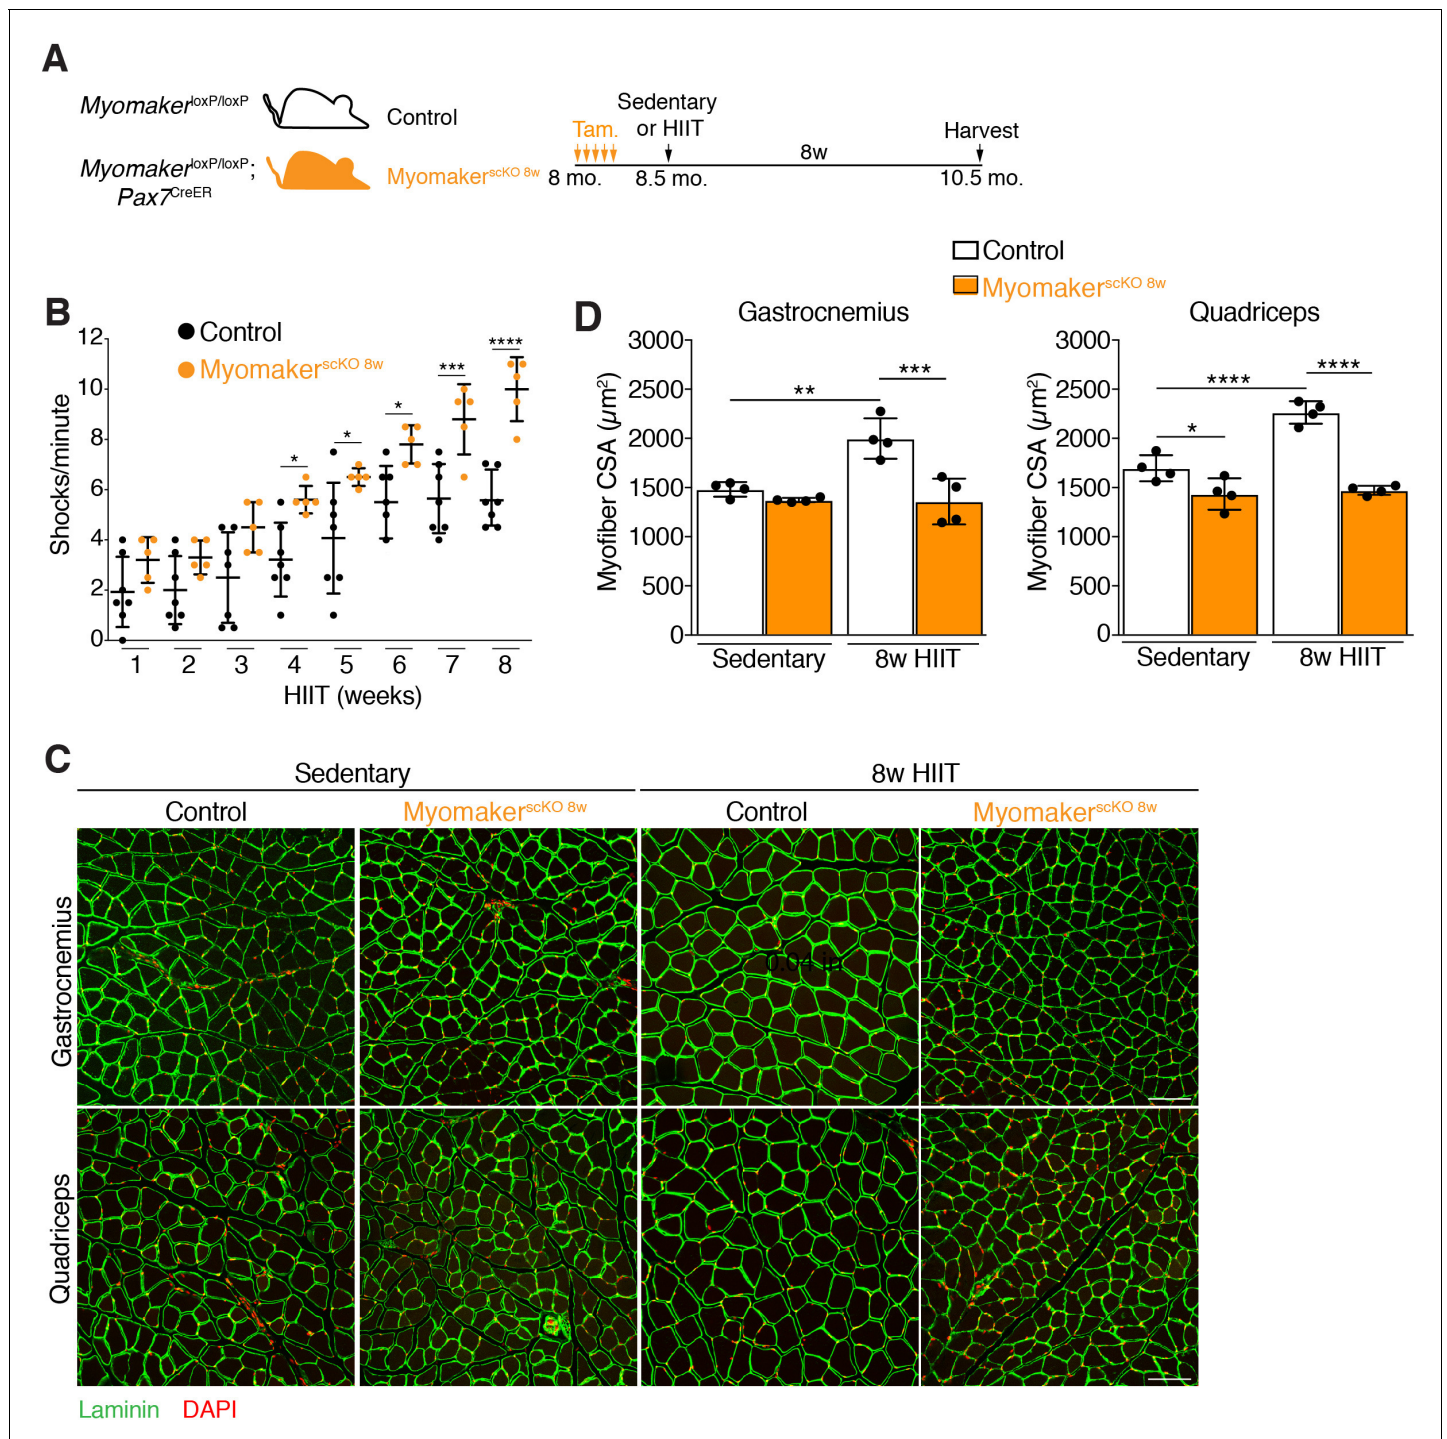 A
Myomaker^loxP/loxP
Control
Myomaker^loxP/loxP;
Pax7^CreER
Myomaker^scKO 8w
Tam.
Sedentary
or HIIT
8w
Harvest
8 mo.
8.5 mo.
10.5 mo.
B
Control
Myomaker^scKO 8w
Shocks/minute
12
10
8
6
4
2
0
*
*
*
***
****
1 2 3 4 5 6 7 8
HIIT (weeks)
Control
Myomaker^scKO 8w
D
Gastrocnemius
Myofiber CSA (µm²)
3000
2500
2000
1500
1000
500
0
**
***
Sedentary
8w HIIT
Quadriceps
Myofiber CSA (µm²)
3000
2500
2000
1500
1000
500
0
*
****
****
Sedentary
8w HIIT
C
Sedentary
8w HIIT
Control
Myomaker^scKO 8w
Control
Myomaker^scKO 8w
Gastrocnemius
0.04 in
Quadriceps
Laminin DAPI